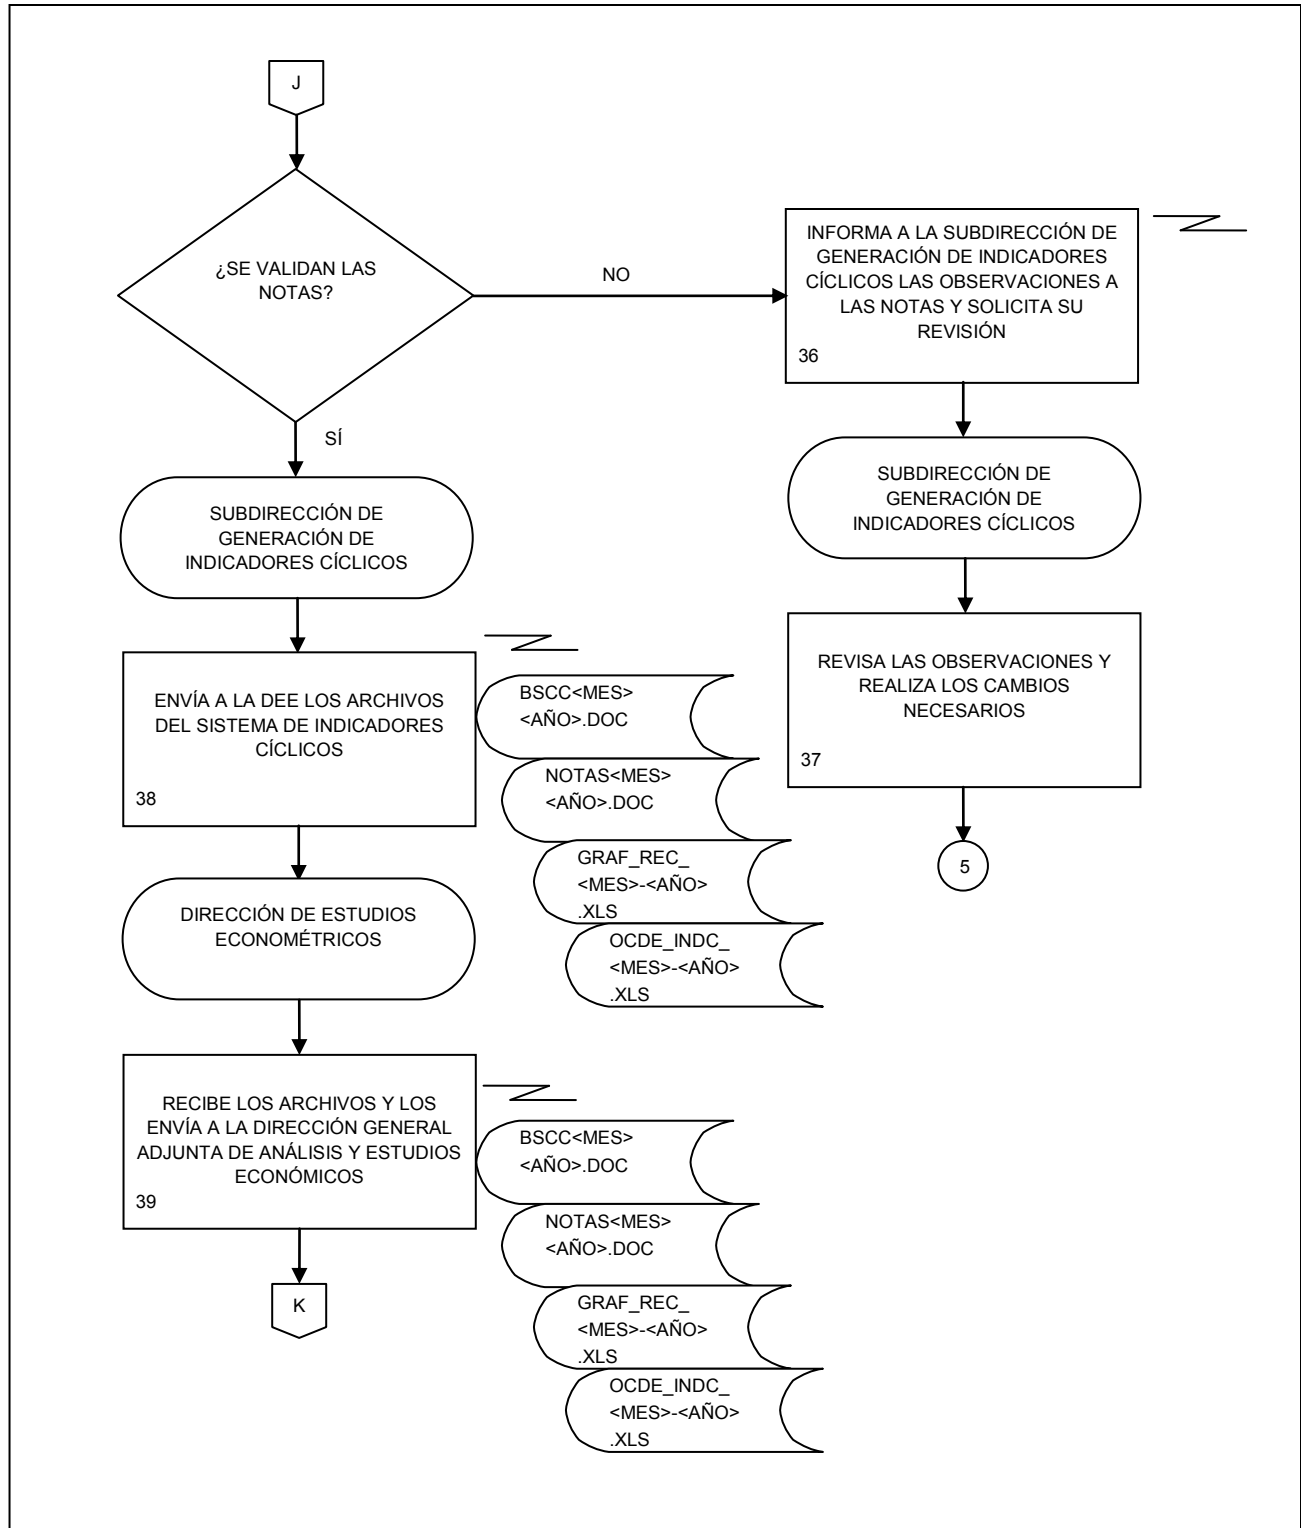 J
¿SE VALIDAN LAS
NOTAS?
NO
SÍ
INFORMA A LA SUBDIRECCIÓN DE
GENERACIÓN DE INDICADORES
CÍCLICOS LAS OBSERVACIONES A
LAS NOTAS Y SOLICITA SU
REVISIÓN
36
SUBDIRECCIÓN DE
GENERACIÓN DE
INDICADORES CÍCLICOS
REVISA LAS OBSERVACIONES Y
REALIZA LOS CAMBIOS
NECESARIOS
37
5
SUBDIRECCIÓN DE
GENERACIÓN DE
INDICADORES CÍCLICOS
ENVÍA A LA DEE LOS ARCHIVOS
DEL SISTEMA DE INDICADORES
CÍCLICOS
38
BSCC<MES>
<AÑO>.DOC
NOTAS<MES>
<AÑO>.DOC
GRAF_REC_
<MES>-<AÑO>
.XLS
OCDE_INDC_
<MES>-<AÑO>
.XLS
DIRECCIÓN DE ESTUDIOS
ECONOMÉTRICOS
RECIBE LOS ARCHIVOS Y LOS
ENVÍA A LA DIRECCIÓN GENERAL
ADJUNTA DE ANÁLISIS Y ESTUDIOS
ECONÓMICOS
39
BSCC<MES>
<AÑO>.DOC
NOTAS<MES>
<AÑO>.DOC
GRAF_REC_
<MES>-<AÑO>
.XLS
OCDE_INDC_
<MES>-<AÑO>
.XLS
K